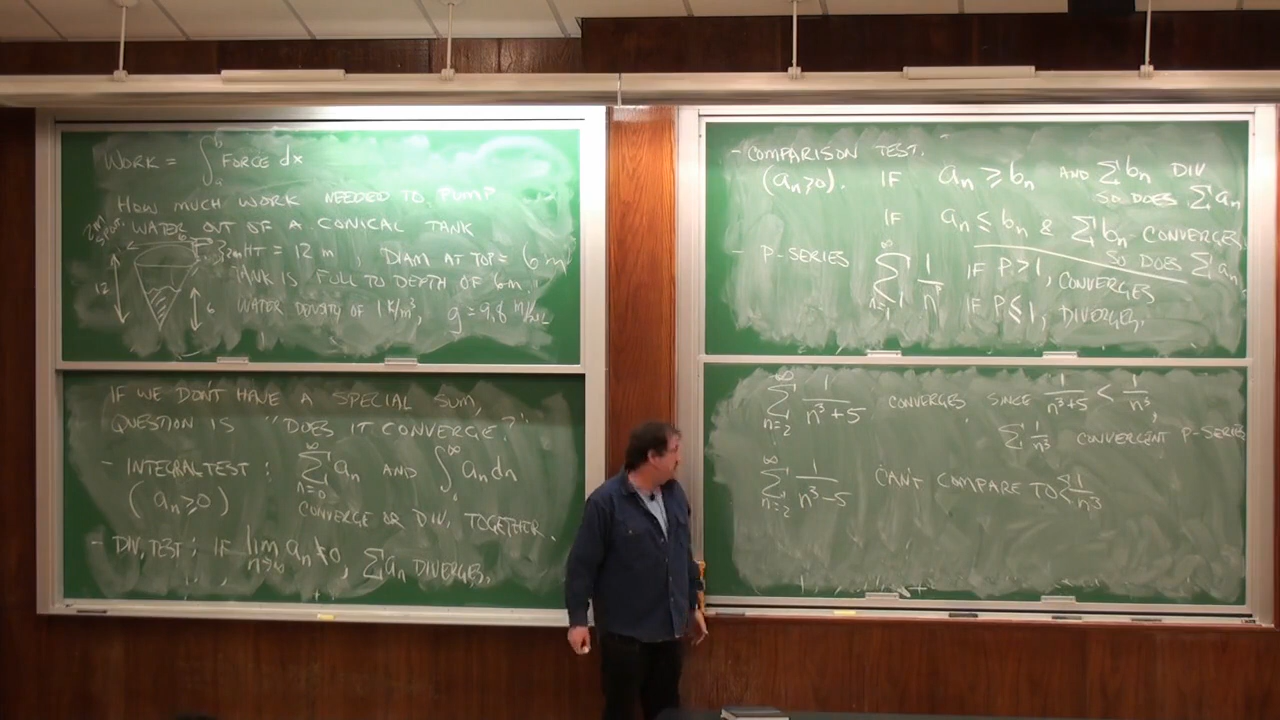 WORK = ∫ₐᵇ FORCE dx
HOW MUCH WORK NEEDED TO PUMP
WATER OUT OF A CONICAL TANK
HT = 12 m, DIAM AT TOP = 6 m
TANK IS FULL TO DEPTH OF 6 m.
12
6
WATER DENSITY OF 1 K/m³, g = 9.8 m/sec²
IF WE DON'T HAVE A SPECIAL SUM,
QUESTION IS "DOES IT CONVERGE?"
- INTEGRAL TEST: ∑_{n=0}^∞ aₙ AND ∫₀^∞ aₙ dn
(aₙ ≥ 0) CONVERGE OR DIV, TOGETHER.
- DIV, TEST: IF lim_{n→∞} aₙ ≠ 0, ∑aₙ DIVERGES.
- COMPARISON TEST.
(aₙ ≥ 0). IF aₙ ≥ bₙ AND ∑bₙ DIV
SO DOES ∑aₙ
IF aₙ ≤ bₙ & ∑bₙ CONVERGES,
SO DOES ∑aₙ
- P-SERIES ∑_{n=1}^∞ 1/nᵖ IF P > 1, CONVERGES
IF P ≤ 1, DIVERGES.
∑_{n=2}^∞ 1/(n³+5) CONVERGES SINCE 1/(n³+5) < 1/n³,
∑ 1/n³ CONVERGENT P-SERIES
∑_{n=2}^∞ 1/(n³-5) CAN'T COMPARE TO ∑ 1/n³